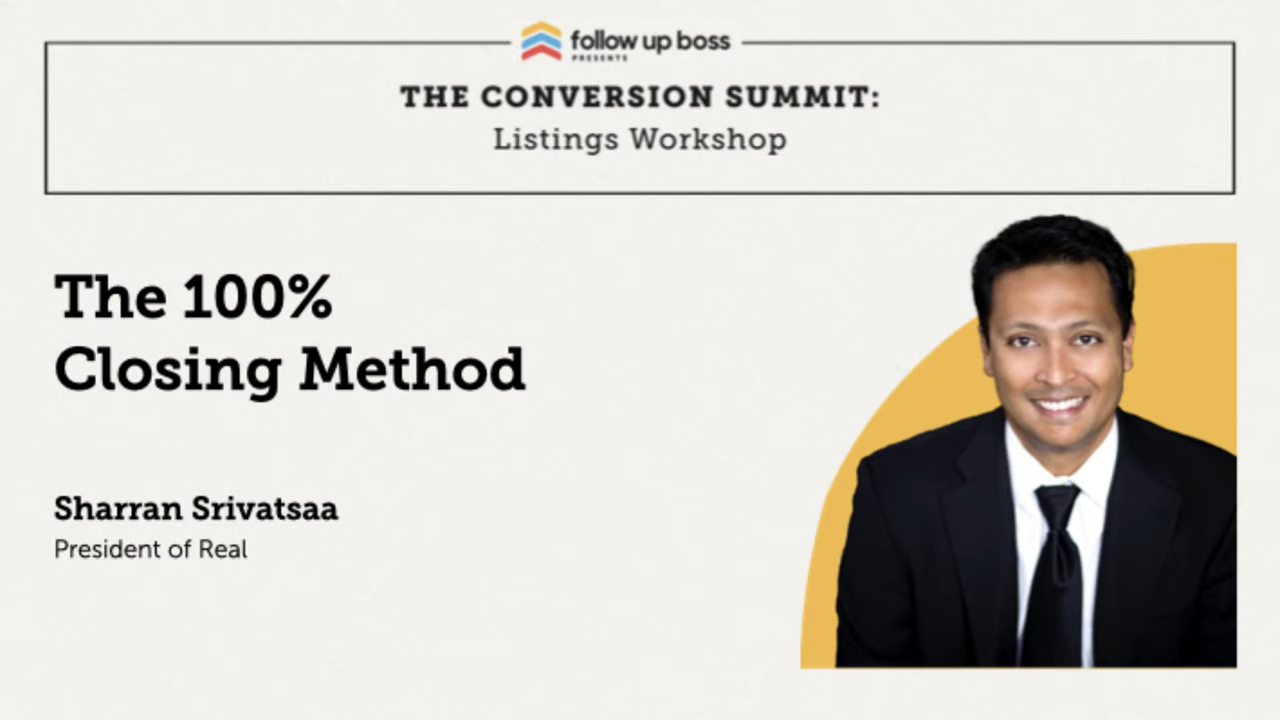 follow up boss
PRESENTS
THE CONVERSION SUMMIT:
Listings Workshop
The 100%
Closing Method
Sharran Srivatsaa
President of Real